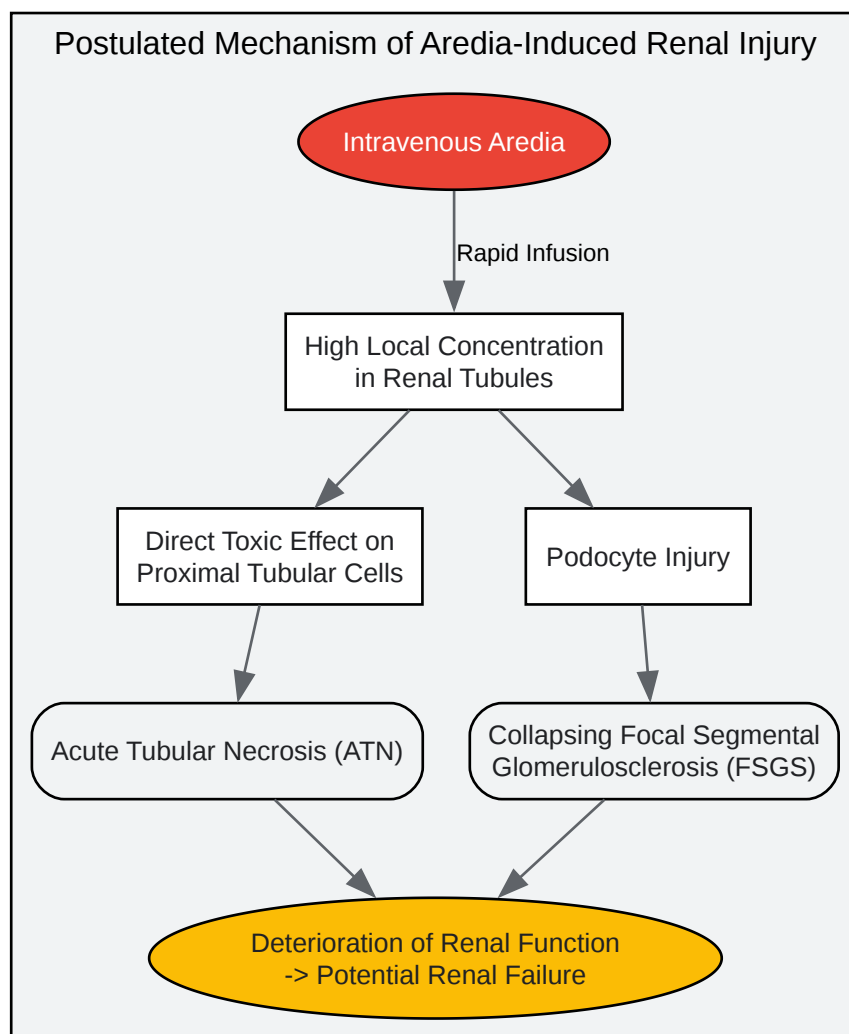 Postulated Mechanism of Aredia-Induced Renal Injury
Intravenous Aredia
Rapid Infusion
High Local Concentration
in Renal Tubules
Direct Toxic Effect on
Proximal Tubular Cells
Podocyte Injury
Acute Tubular Necrosis (ATN)
Collapsing Focal Segmental
Glomerulosclerosis (FSGS)
Deterioration of Renal Function
-> Potential Renal Failure